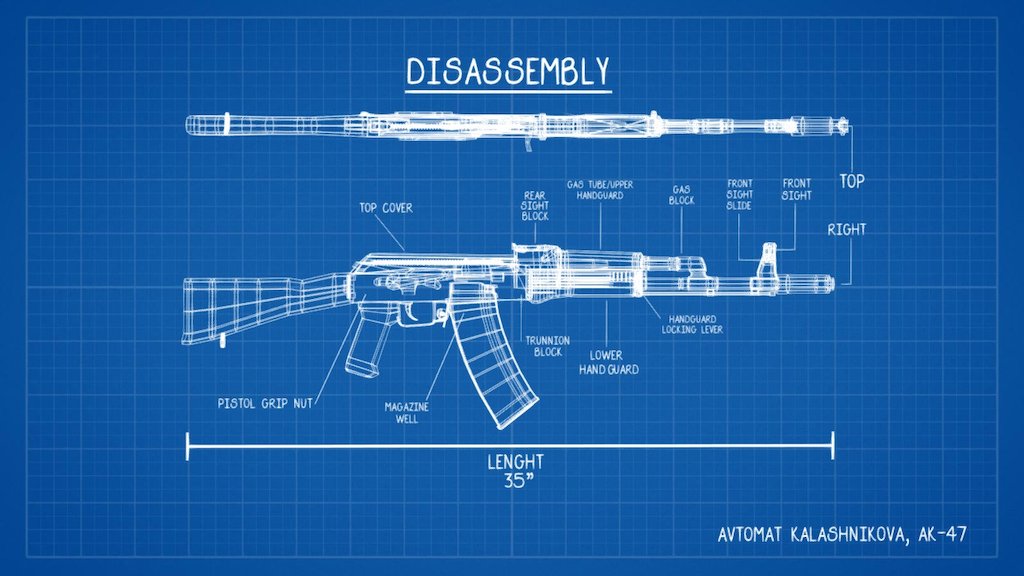 DISASSEMBLY
TOP
TOP COVER
REAR
SIGHT
BLOCK
GAS TUBE/UPPER
HANDGUARD
GAS
BLOCK
FRONT
SIGHT
SLIDE
FRONT
SIGHT
RIGHT
HANDGUARD
LOCKING LEVER
TRUNNION
BLOCK
LOWER
HAND GUARD
PISTOL GRIP NUT
MAGAZINE
WELL
LENGHT
35"
AVTOMAT KALASHNIKOVA, AK-47